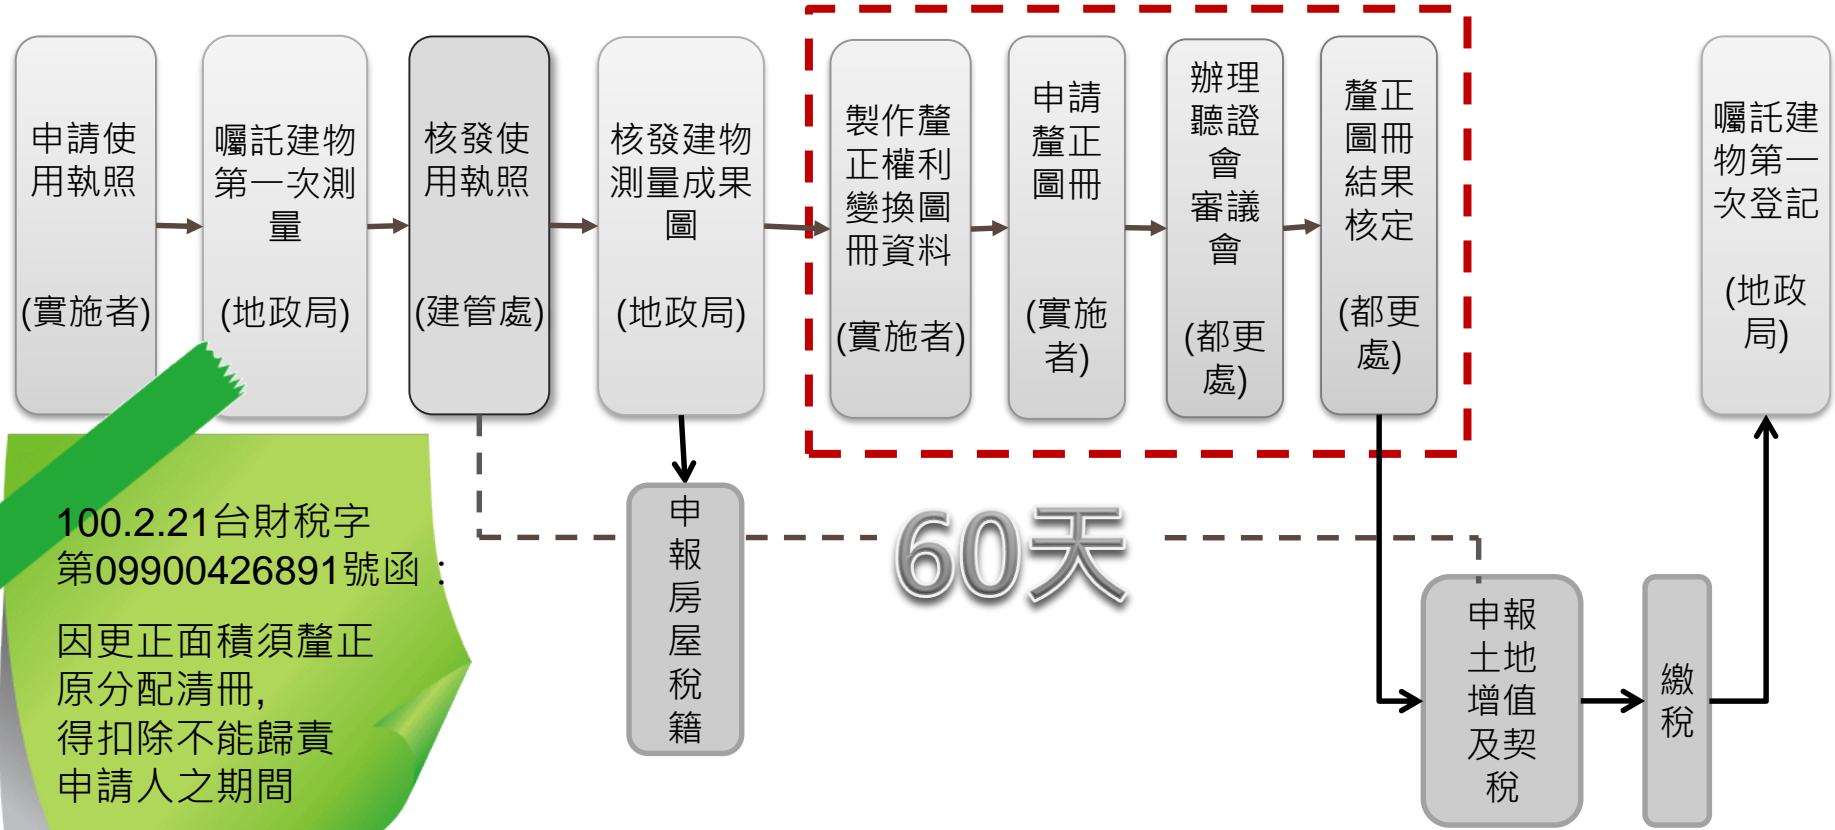 申請使
用執照
(實施者)
囑託建物
第一次測
量
(地政局)
核發使
用執照
(建管處)
核發建物
測量成果
圖
(地政局)
製作釐
正權利
變換圖
冊資料
(實施者)
申請
釐正
圖冊
(實施
者)
辦理
聽證
會
審議
會
(都更
處)
釐正
圖冊
結果
核定
(都更
處)
囑託建
物第一
次登記
(地政
局)
申
報
房
屋
稅
籍
60天
申報
土地
增值
及契
稅
繳
稅
100.2.21台財稅字
第09900426891號函：
因更正面積須釐正
原分配清冊,
得扣除不能歸責
申請人之期間